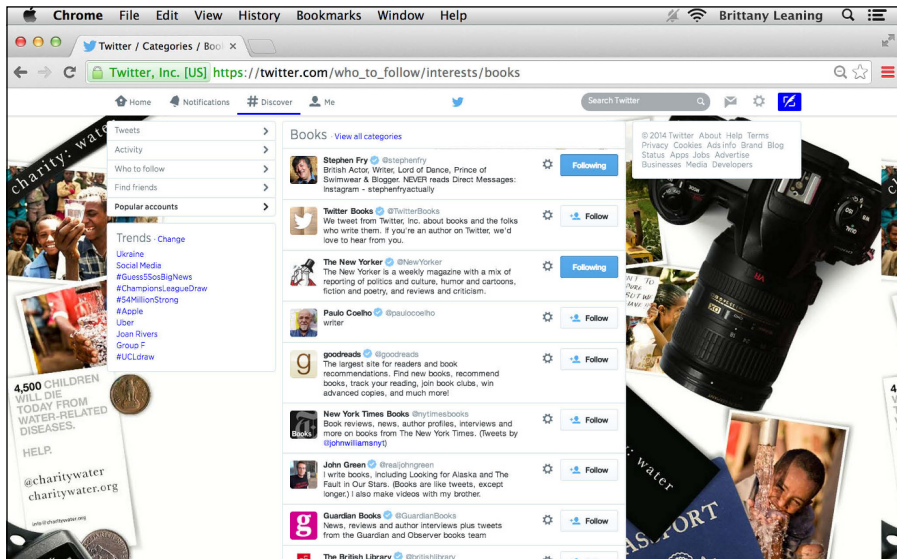 Chrome File Edit View History Bookmarks Window Help Brittany Leaning
Twitter / Categories / Boo
Twitter, Inc. [US] https://twitter.com/who_to_follow/interests/books
Home Notifications # Discover Me Search Twitter
Tweets
Activity
Who to follow
Find friends
Popular accounts
Trends · Change
Ukraine
Social Media
#Guess5SosBigNews
#ChampionsLeagueDraw
#54MillionStrong
#Apple
Uber
Joan Rivers
Group F
#UCLdraw
Books · View all categories
Stephen Fry @stephenfry
British Actor, Writer, Lord of Dance, Prince of
Swimwear & Blogger. NEVER reads Direct Messages:
Instagram - stephenfryactually
Following
Twitter Books @TwitterBooks
We tweet from Twitter, Inc. about books and the folks
who write them. If you're an author on Twitter, we'd
love to hear from you.
Follow
The New Yorker @NewYorker
The New Yorker is a weekly magazine with a mix of
reporting of politics and culture, humor and cartoons,
fiction and poetry, and reviews and criticism.
Following
Paulo Coelho @paulocoelho
writer
Follow
goodreads @goodreads
The largest site for readers and book
recommendations. Find new books, recommend
books, track your reading, join book clubs, win
advanced copies, and much more!
Follow
New York Times Books @nytimesbooks
Book reviews, news, author profiles, interviews and
more on books from The New York Times. (Tweets by
@johnwilliamsnyt)
Follow
Books
John Green @realjohngreen
I write books, including Looking for Alaska and The
Fault in Our Stars. (Books are like tweets, except
longer.) I also make videos with my brother.
Follow
Guardian Books @GuardianBooks
News, reviews and author interviews plus tweets
from the Guardian and Observer books team
Follow
g
The British Library @britishlibrary
© 2014 Twitter About Help Terms
Privacy Cookies Ads info Brand Blog
Status Apps Jobs Advertise
Businesses Media Developers
charity: water
4,500 CHILDREN
WILL DIE
TODAY FROM
WATER-RELATED
DISEASES.
HELP.
@charitywater
charitywater.org
info@charitywater.org
: water
PASSPORT